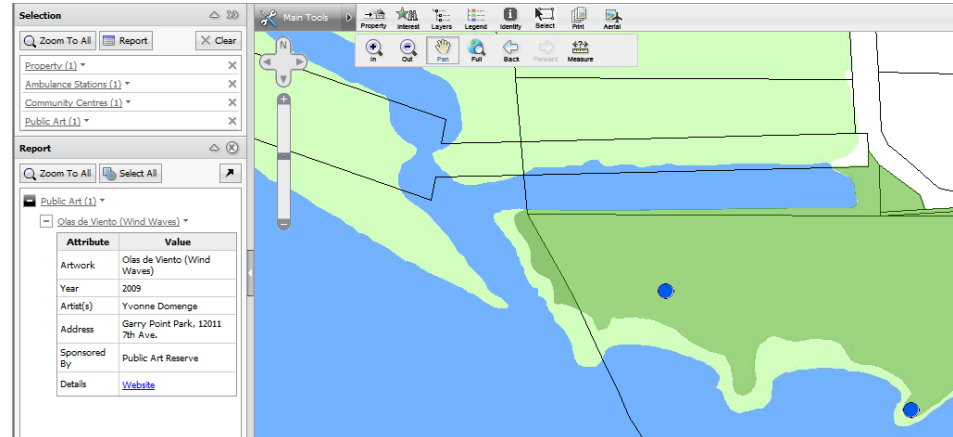 Selection
Zoom To All Report Clear
Property (1)
Ambulance Stations (1)
Community Centres (1)
Public Art (1)
Report
Zoom To All Select All
Public Art (1)
Olas de Viento (Wind Waves)
Attribute Value
Artwork Olas de Viento (Wind
Waves)
Year 2009
Artist(s) Yvonne Domenge
Address Garry Point Park, 12011
7th Ave.
Sponsored
By Public Art Reserve
Details Website
Main Tools Property Interest Layers Legend Identify Select Print Aerial
In Out Pan Full Back Forward Measure
N